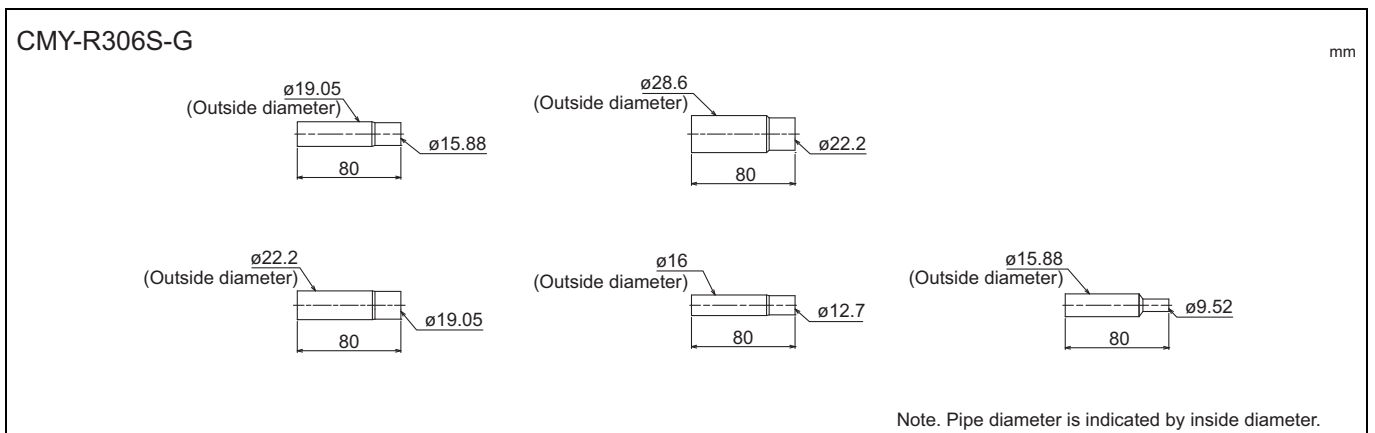 CMY-R306S-G
mm
ø19.05
(Outside diameter)
ø15.88
80
ø28.6
(Outside diameter)
ø22.2
80
ø22.2
(Outside diameter)
ø19.05
80
ø16
(Outside diameter)
ø12.7
80
ø15.88
(Outside diameter)
ø9.52
80
Note. Pipe diameter is indicated by inside diameter.